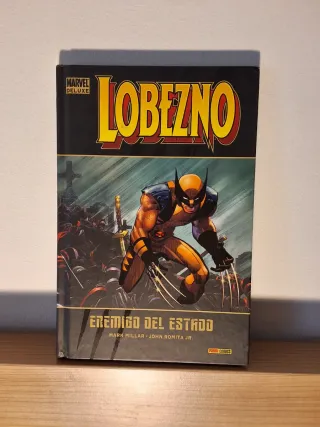 MARVEL
DELUXE
LOBEZNO
ENEMIGO DEL ESTADO
MARK MILLAR - JOHN ROMITA JR.
PANINI COMICS